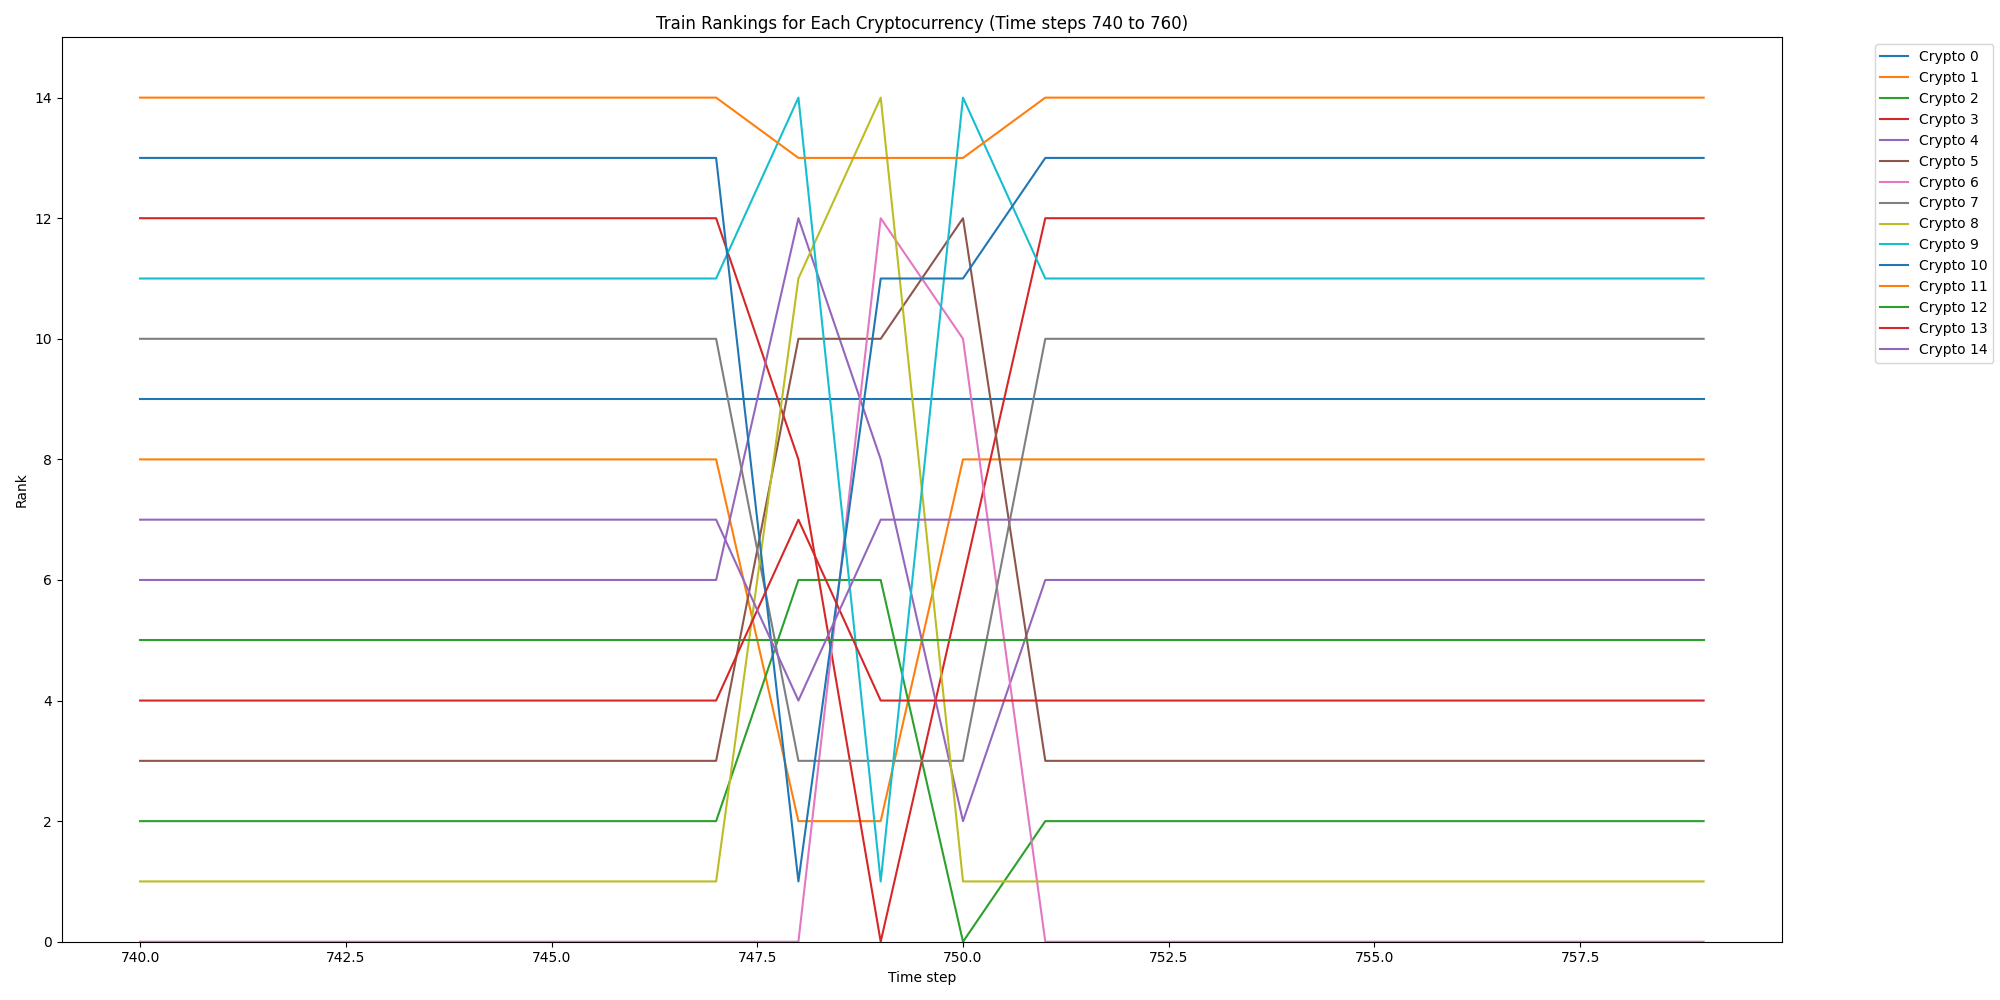 Train Rankings for Each Cryptocurrency (Time steps 740 to 760)
Rank
14
12
10
8
6
4
2
0
740.0 742.5 745.0 747.5 750.0 752.5 755.0 757.5
Time step
Crypto 0
Crypto 1
Crypto 2
Crypto 3
Crypto 4
Crypto 5
Crypto 6
Crypto 7
Crypto 8
Crypto 9
Crypto 10
Crypto 11
Crypto 12
Crypto 13
Crypto 14